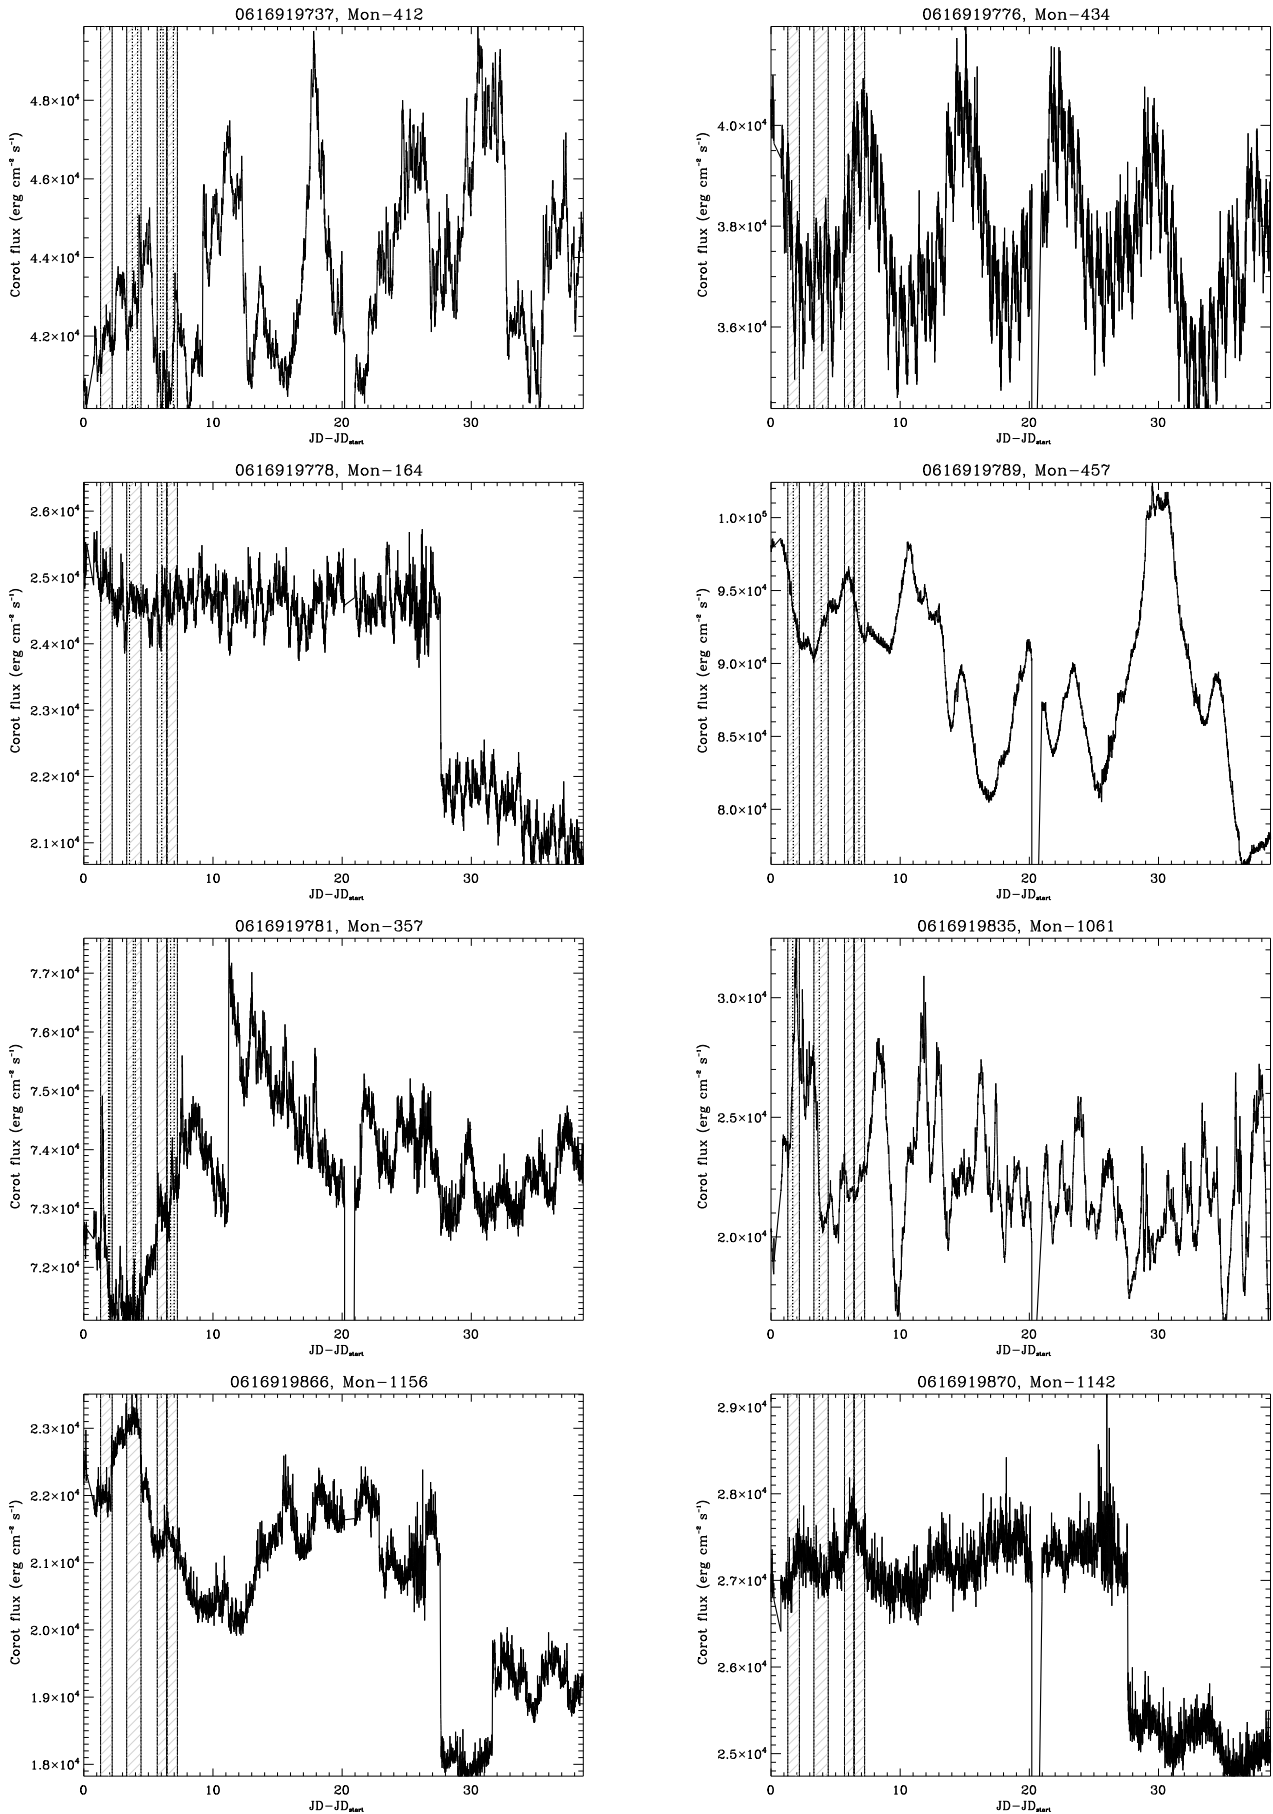 0616919737, Mon−412
Corot flux (erg cm⁻² s⁻¹)
4.8×10⁴
4.6×10⁴
4.4×10⁴
4.2×10⁴
0 10 20 30
JD−JDstart
0616919776, Mon−434
Corot flux (erg cm⁻² s⁻¹)
4.0×10⁴
3.8×10⁴
3.6×10⁴
0 10 20 30
JD−JDstart
0616919778, Mon−164
Corot flux (erg cm⁻² s⁻¹)
2.6×10⁴
2.5×10⁴
2.4×10⁴
2.3×10⁴
2.2×10⁴
2.1×10⁴
0 10 20 30
JD−JDstart
0616919789, Mon−457
Corot flux (erg cm⁻² s⁻¹)
1.0×10⁵
9.5×10⁴
9.0×10⁴
8.5×10⁴
8.0×10⁴
0 10 20 30
JD−JDstart
0616919781, Mon−357
Corot flux (erg cm⁻² s⁻¹)
7.7×10⁴
7.6×10⁴
7.5×10⁴
7.4×10⁴
7.3×10⁴
7.2×10⁴
0 10 20 30
JD−JDstart
0616919835, Mon−1061
Corot flux (erg cm⁻² s⁻¹)
3.0×10⁴
2.5×10⁴
2.0×10⁴
0 10 20 30
JD−JDstart
0616919866, Mon−1156
Corot flux (erg cm⁻² s⁻¹)
2.3×10⁴
2.2×10⁴
2.1×10⁴
2.0×10⁴
1.9×10⁴
1.8×10⁴
0 10 20 30
JD−JDstart
0616919870, Mon−1142
Corot flux (erg cm⁻² s⁻¹)
2.9×10⁴
2.8×10⁴
2.7×10⁴
2.6×10⁴
2.5×10⁴
0 10 20 30
JD−JDstart